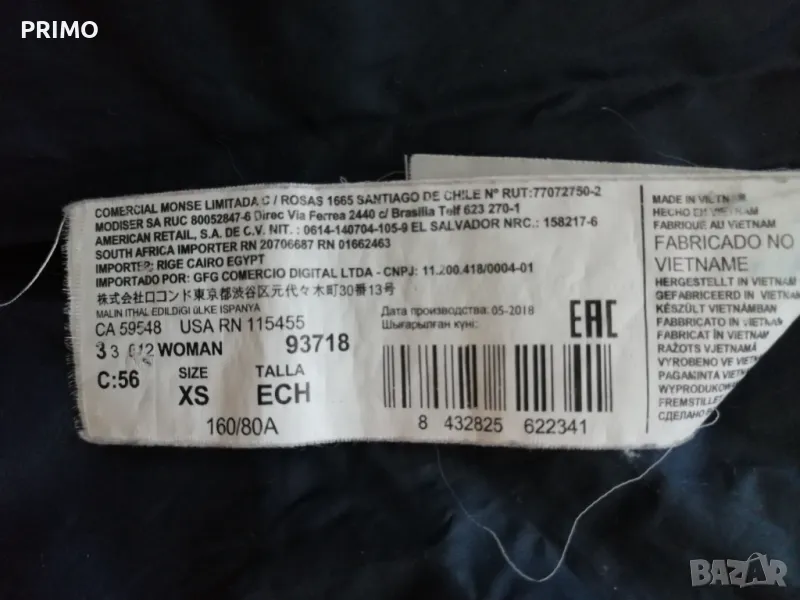 PRIMO
COMERCIAL MONSE LIMITADA C / ROSAS 1665 SANTIAGO DE CHILE Nº RUT:77072750-2
MODISER SA RUC 80052847-6 Direc Via Ferrea 2440 c/ Brasilia Telf 623 270-1
AMERICAN RETAIL, S.A. DE C.V. NIT. : 0614-140704-105-9 EL SALVADOR NRC.: 158217-6
SOUTH AFRICA IMPORTER RN 20706687 RN 01662463
IMPORTER: RIGE CAIRO EGYPT
IMPORTADO POR: GFG COMERCIO DIGITAL LTDA - CNPJ: 11.200.418/0004-01
株式会社ロコンド東京都渋谷区元代々木町30番13号
MALIN ITHAL EDILDiGi ÜLKE ISPANYA
CA 59548 USA RN 115455
WOMAN 93718
C:56 SIZE TALLA
XS ECH
160/80A
Дата производства: 05-2018
Шығарылған күні:
EAC
8 432825 622341
MADE IN VIETNAM
HECHO EN VIETNAM
FABRIQUE AU VIETNAM
FABRICADO NO
VIETNAME
HERGESTELLT IN VIETNAM
GEFABRICEERD IN
KÉSZÜLT VIETNÁMBAN
FABBRICATO IN
FABRICAT ÎN
RAŽOTS VJETNAMĀ
VYROBENO VE
PAGAMINTA
FREMSTILLET
СДЕЛАНО
BAZAR